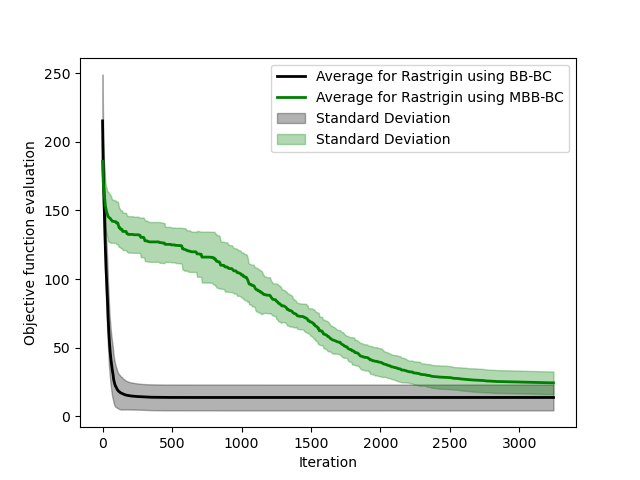 Average for Rastrigin using BB-BC
Average for Rastrigin using MBB-BC
Standard Deviation
Standard Deviation
Objective function evaluation
250
200
150
100
50
0
0 500 1000 1500 2000 2500 3000
Iteration